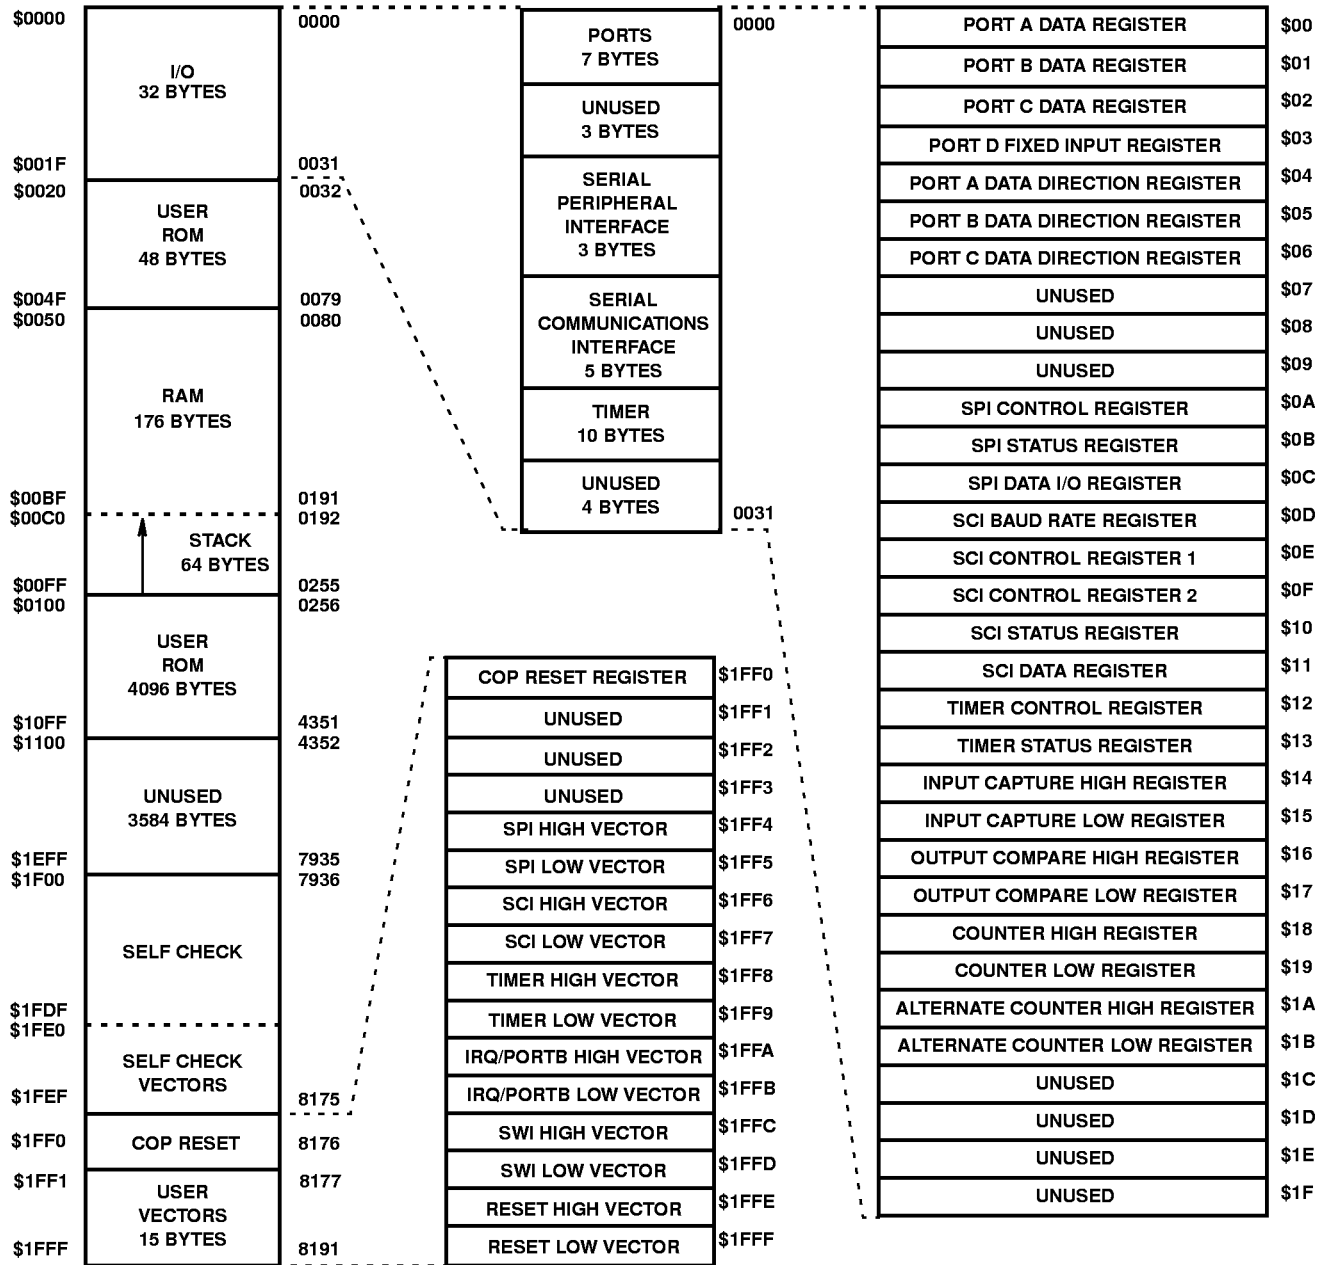 $0000
0000
I/O
32 BYTES
$001F
0031
$0020
0032
USER
ROM
48 BYTES
$004F
0079
$0050
0080
RAM
176 BYTES
$00BF
0191
$00C0
0192
STACK
64 BYTES
$00FF
0255
$0100
0256
USER
ROM
4096 BYTES
$10FF
4351
$1100
4352
UNUSED
3584 BYTES
$1EFF
7935
$1F00
7936
SELF CHECK
$1FDF
$1FE0
SELF CHECK
VECTORS
$1FEF
8175
$1FF0
COP RESET
8176
$1FF1
8177
USER
VECTORS
15 BYTES
$1FFF
8191
0000
PORTS
7 BYTES
UNUSED
3 BYTES
SERIAL
PERIPHERAL
INTERFACE
3 BYTES
SERIAL
COMMUNICATIONS
INTERFACE
5 BYTES
TIMER
10 BYTES
UNUSED
4 BYTES
0031
COP RESET REGISTER $1FF0
UNUSED $1FF1
UNUSED $1FF2
UNUSED $1FF3
SPI HIGH VECTOR $1FF4
SPI LOW VECTOR $1FF5
SCI HIGH VECTOR $1FF6
SCI LOW VECTOR $1FF7
TIMER HIGH VECTOR $1FF8
TIMER LOW VECTOR $1FF9
IRQ/PORTB HIGH VECTOR $1FFA
IRQ/PORTB LOW VECTOR $1FFB
SWI HIGH VECTOR $1FFC
SWI LOW VECTOR $1FFD
RESET HIGH VECTOR $1FFE
RESET LOW VECTOR $1FFF
PORT A DATA REGISTER $00
PORT B DATA REGISTER $01
PORT C DATA REGISTER $02
PORT D FIXED INPUT REGISTER $03
PORT A DATA DIRECTION REGISTER $04
PORT B DATA DIRECTION REGISTER $05
PORT C DATA DIRECTION REGISTER $06
UNUSED $07
UNUSED $08
UNUSED $09
SPI CONTROL REGISTER $0A
SPI STATUS REGISTER $0B
SPI DATA I/O REGISTER $0C
SCI BAUD RATE REGISTER $0D
SCI CONTROL REGISTER 1 $0E
SCI CONTROL REGISTER 2 $0F
SCI STATUS REGISTER $10
SCI DATA REGISTER $11
TIMER CONTROL REGISTER $12
TIMER STATUS REGISTER $13
INPUT CAPTURE HIGH REGISTER $14
INPUT CAPTURE LOW REGISTER $15
OUTPUT COMPARE HIGH REGISTER $16
OUTPUT COMPARE LOW REGISTER $17
COUNTER HIGH REGISTER $18
COUNTER LOW REGISTER $19
ALTERNATE COUNTER HIGH REGISTER $1A
ALTERNATE COUNTER LOW REGISTER $1B
UNUSED $1C
UNUSED $1D
UNUSED $1E
UNUSED $1F